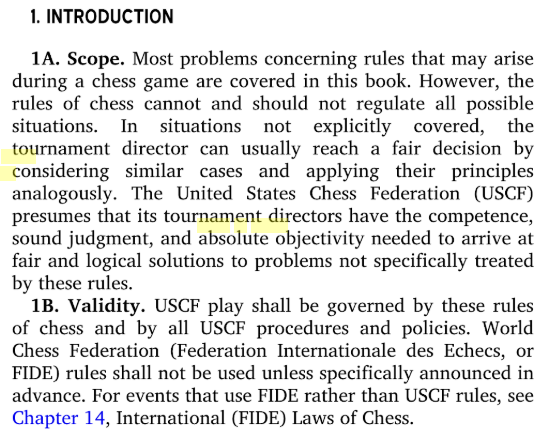 1. INTRODUCTION
1A. Scope. Most problems concerning rules that may arise
during a chess game are covered in this book. However, the
rules of chess cannot and should not regulate all possible
situations. In situations not explicitly covered, the
tournament director can usually reach a fair decision by
considering similar cases and applying their principles
analogously. The United States Chess Federation (USCF)
presumes that its tournament directors have the competence,
sound judgment, and absolute objectivity needed to arrive at
fair and logical solutions to problems not specifically treated
by these rules.
1B. Validity. USCF play shall be governed by these rules
of chess and by all USCF procedures and policies. World
Chess Federation (Federation Internationale des Echecs, or
FIDE) rules shall not be used unless specifically announced in
advance. For events that use FIDE rather than USCF rules, see
Chapter 14, International (FIDE) Laws of Chess.